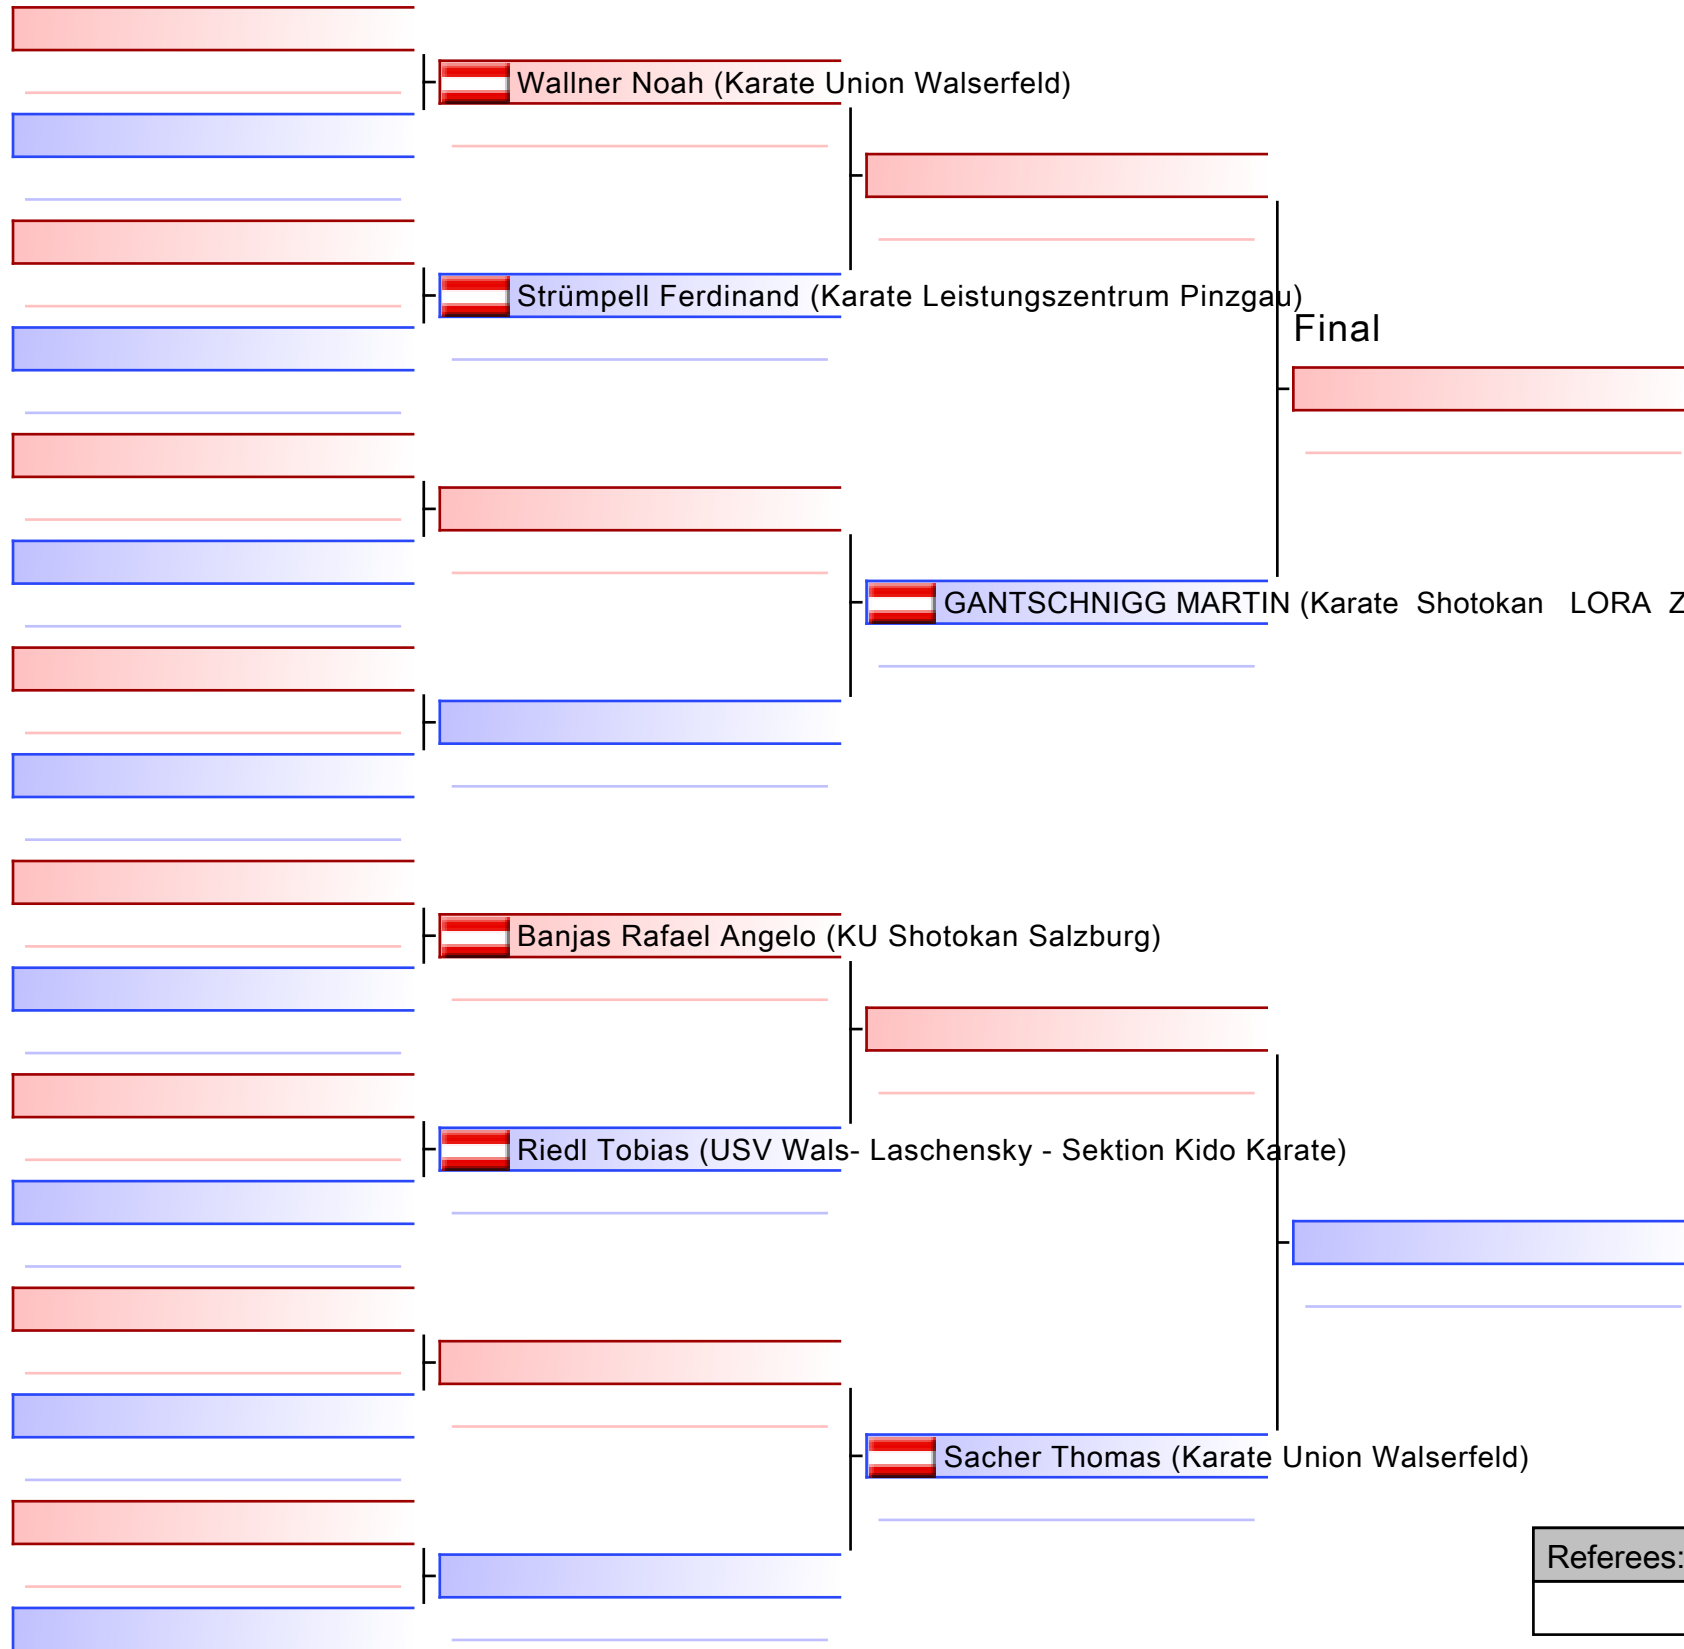 Wallner Noah (Karate Union Walserfeld)
Strümpell Ferdinand (Karate Leistungszentrum Pinzgau)
Final
GANTSCHNIGG MARTIN (Karate Shotokan LORA Z
Banjas Rafael Angelo (KU Shotokan Salzburg)
Riedl Tobias (USV Wals- Laschensky - Sektion Kido Karate)
Sacher Thomas (Karate Union Walserfeld)
Referees: